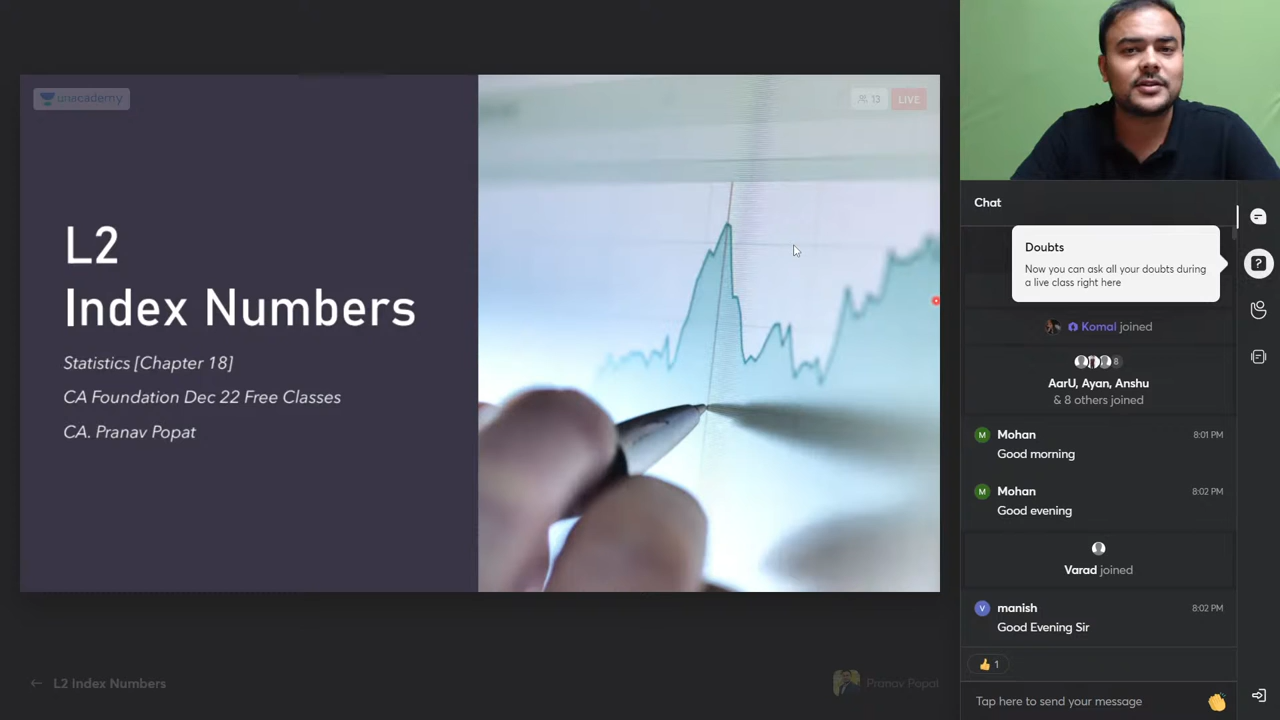 unacademy
13
LIVE
L2
Index Numbers
Statistics [Chapter 18]
CA Foundation Dec 22 Free Classes
CA. Pranav Popat
L2 Index Numbers
Pranav Popat
Chat
Doubts
Now you can ask all your doubts during
a live class right here
Komal joined
8
AarU, Ayan, Anshu
& 8 others joined
M
Mohan
8:01 PM
Good morning
M
Mohan
8:02 PM
Good evening
Varad joined
V
manish
8:02 PM
Good Evening Sir
👍 1
Tap here to send your message